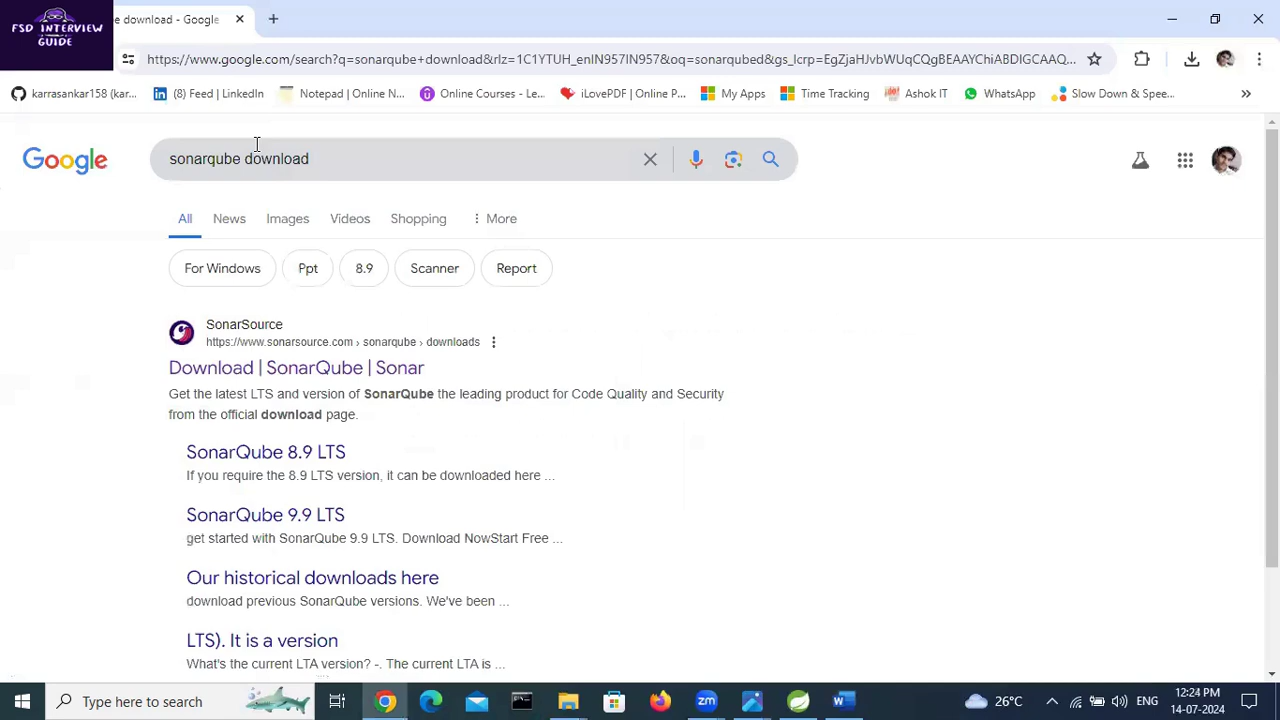 FSD INTERVIEW
GUIDE
e download - Google
https://www.google.com/search?q=sonarqube+download&rlz=1C1YTUH_enIN957IN957&oq=sonarqubed&gs_lcrp=EgZjaHJvbWUqCQgBEAAYChiABDIGCAAQ...
karrasankar158 (kar...
(8) Feed | LinkedIn
Notepad | Online N...
Online Courses - Le...
iLovePDF | Online P...
My Apps
Time Tracking
Ashok IT
WhatsApp
Slow Down & Spee...
Google
sonarqube download
All News Images Videos Shopping More
For Windows Ppt 8.9 Scanner Report
SonarSource
https://www.sonarsource.com › sonarqube › downloads
Download | SonarQube | Sonar
Get the latest LTS and version of SonarQube the leading product for Code Quality and Security
from the official download page.
SonarQube 8.9 LTS
If you require the 8.9 LTS version, it can be downloaded here ...
SonarQube 9.9 LTS
get started with SonarQube 9.9 LTS. Download NowStart Free ...
Our historical downloads here
download previous SonarQube versions. We've been ...
LTS). It is a version
What's the current LTA version? -. The current LTA is ...
Type here to search
26°C
ENG
12:24 PM
14-07-2024